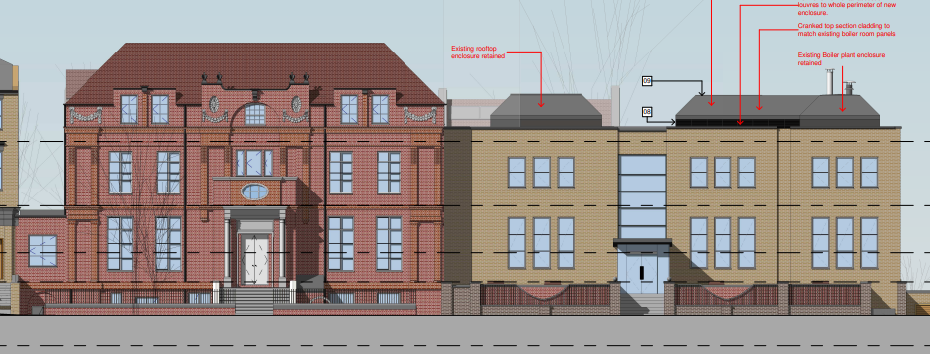 louvres to whole perimeter of new
enclosure.
Cranked top section cladding to
match existing boiler room panels
Existing rooftop
enclosure retained
Existing Boiler plant enclosure
retained
09
08